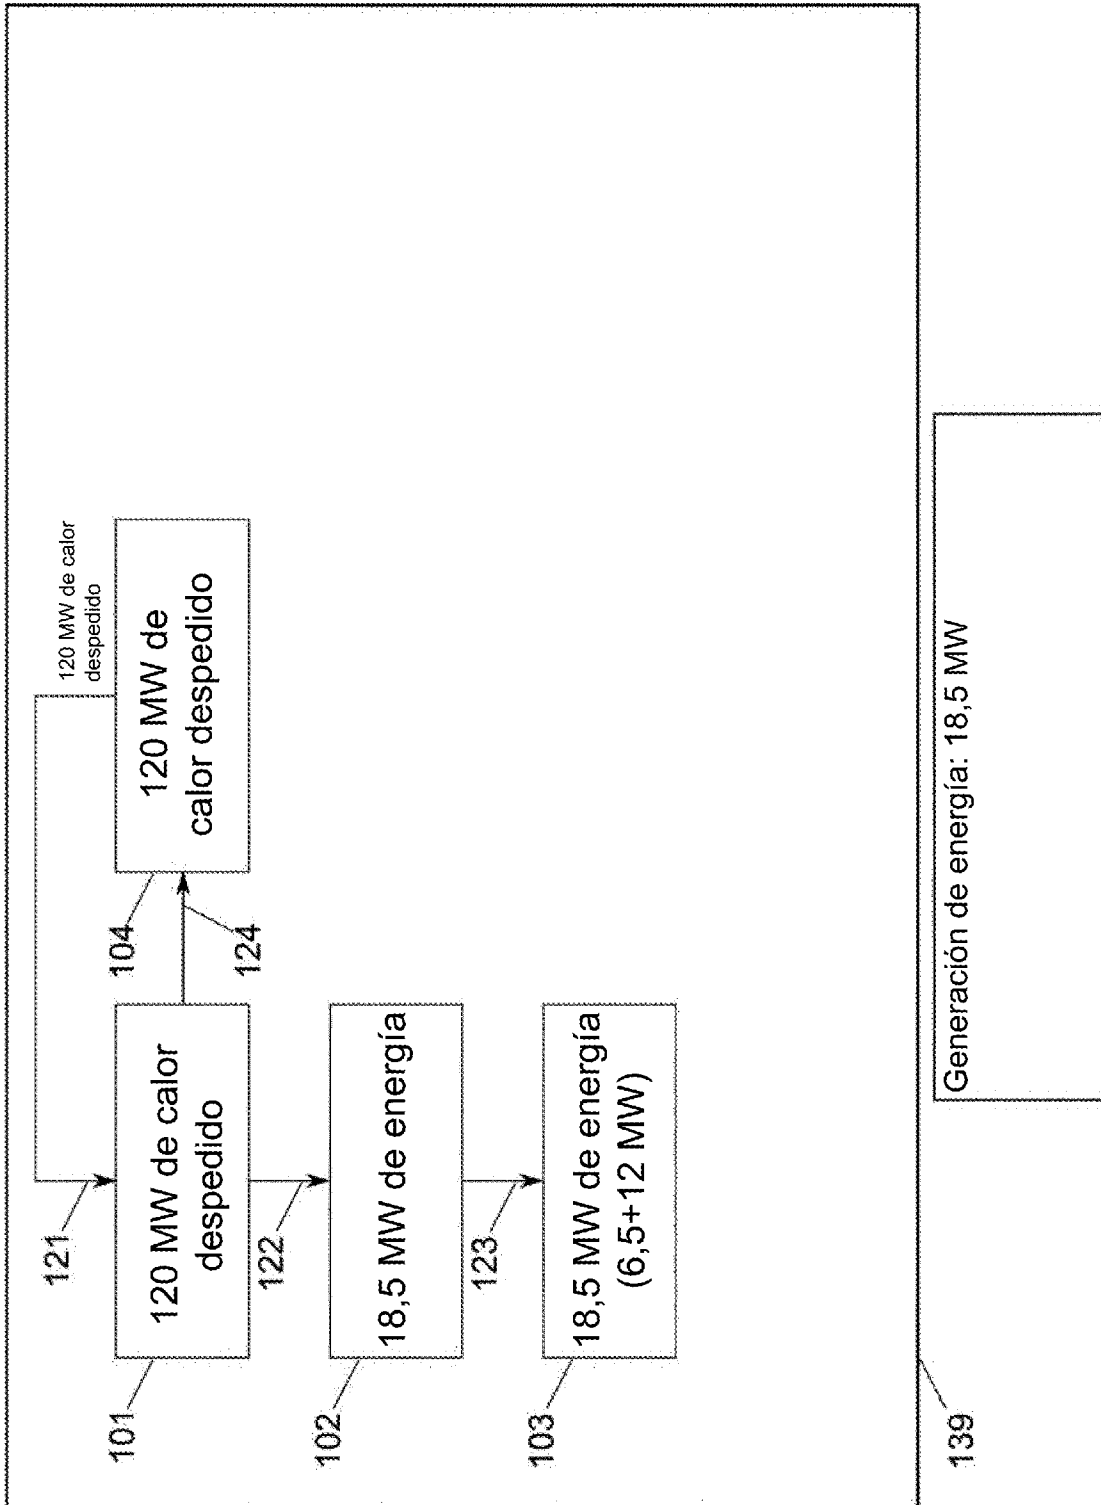 120 MW de calor
despedido
121
101
120 MW de calor
despedido
104
124
120 MW de
calor despedido
122
102
18,5 MW de energía
123
103
18,5 MW de energía
(6,5+12 MW)
139
Generación de energía: 18,5 MW